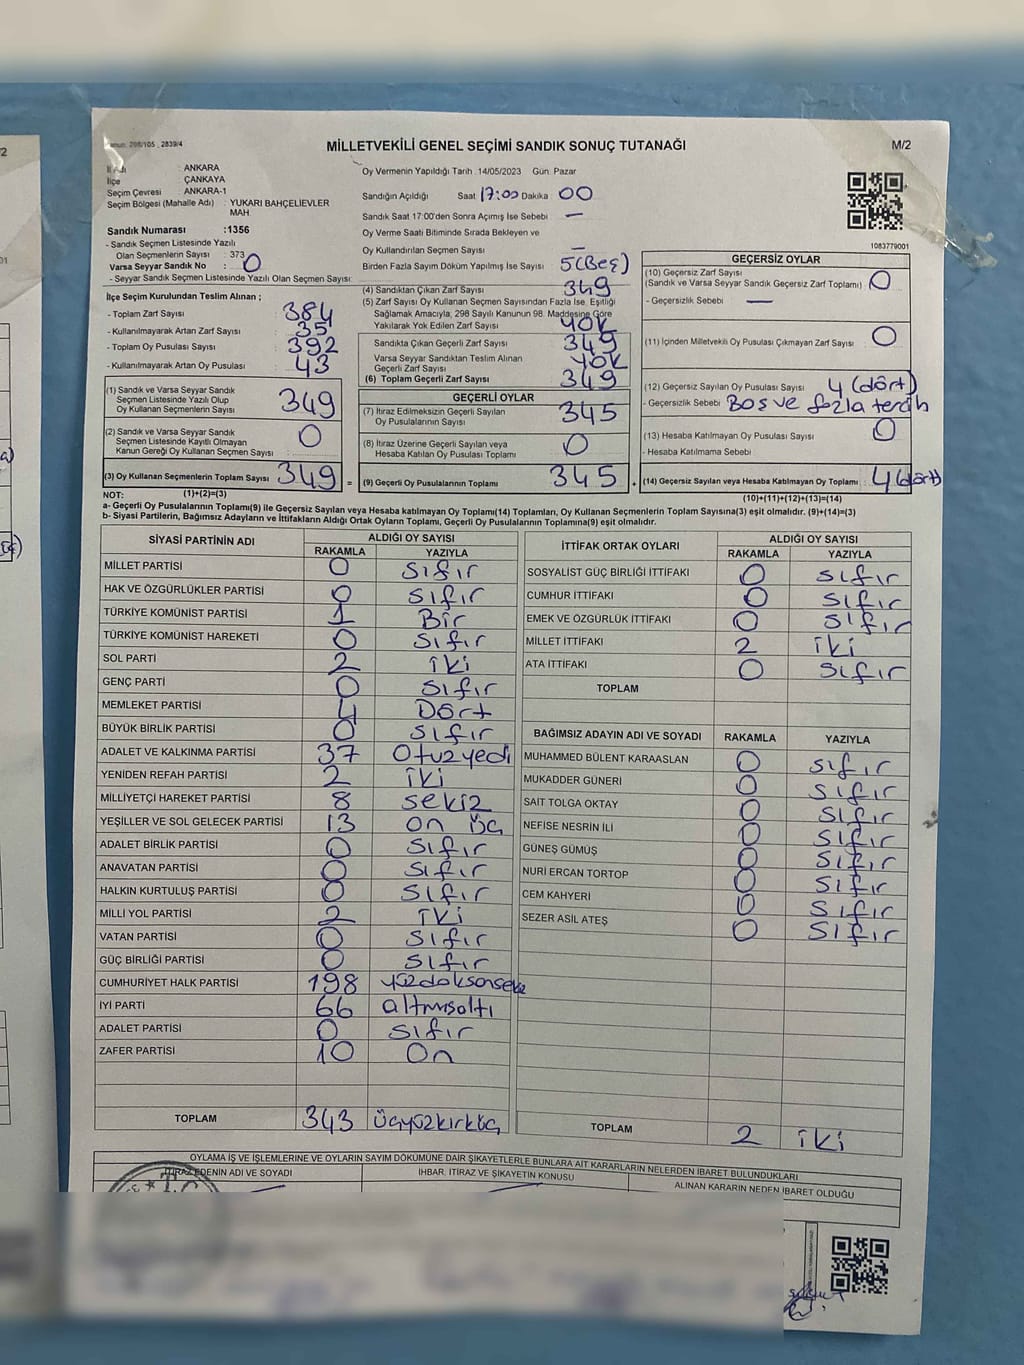 Kanun: 298/105 , 2839/4
MİLLETVEKİLİ GENEL SEÇİMİ SANDIK SONUÇ TUTANAĞI
M/2
İl Adı : ANKARA
İlçe : ÇANKAYA
Seçim Çevresi : ANKARA-1
Seçim Bölgesi (Mahalle Adı) : YUKARI BAHÇELİEVLER MAH.
Sandık Numarası :1356
- Sandık Seçmen Listesinde Yazılı
Olan Seçmenlerin Sayısı : 373
Varsa Seyyar Sandık No : 0
- Seyyar Sandık Seçmen Listesinde Yazılı Olan Seçmen Sayısı:
Oy Vermenin Yapıldığı Tarih :14/05/2023 Gün: Pazar
Sandığın Açıldığı Saat 17:00 Dakika 00
Sandık Saat 17:00'den Sonra Açımış İse Sebebi —
Oy Verme Saati Bitiminde Sırada Bekleyen ve
Oy Kullandırılan Seçmen Sayısı —
Birden Fazla Sayım Döküm Yapılmış İse Sayısı 5 (Beş)
1083779001
İlçe Seçim Kurulundan Teslim Alınan ;
- Toplam Zarf Sayısı : 384
- Kullanılmayarak Artan Zarf Sayısı : 35
- Toplam Oy Pusulası Sayısı : 392
- Kullanılmayarak Artan Oy Pusulası : 43
(4) Sandıktan Çıkan Zarf Sayısı 349
(5) Zarf Sayısı Oy Kullanan Seçmen Sayısından Fazla İse, Eşitliği
Sağlamak Amacıyla, 298 Sayılı Kanunun 98. Maddesine Göre
Yakılarak Yok Edilen Zarf Sayısı YOK
Sandıkta Çıkan Geçerli Zarf Sayısı : 349
Varsa Seyyar Sandıktan Teslim Alınan
Geçerli Zarf Sayısı YOK
(6) Toplam Geçerli Zarf Sayısı : 349
GEÇERSİZ OYLAR
(10) Geçersiz Zarf Sayısı
(Sandık ve Varsa Seyyar Sandık Geçersiz Zarf Toplamı) : 0
- Geçersizlik Sebebi : —
(11) İçinden Milletvekili Oy Pusulası Çıkmayan Zarf Sayısı : 0
(12) Geçersiz Sayılan Oy Pusulası Sayısı : 4 (dört)
- Geçersizlik Sebebi : Boş ve fazla tercih
(13) Hesaba Katılmayan Oy Pusulası Sayısı : 0
- Hesaba Katılmama Sebebi
(14) Geçersiz Sayılan veya Hesaba Katılmayan Oy Toplamı : 4 (dört)
(1) Sandık ve Varsa Seyyar Sandık
Seçmen Listesinde Yazılı Olup
Oy Kullanan Seçmenlerin Sayısı : 349
(2) Sandık ve Varsa Seyyar Sandık
Seçmen Listesinde Kayıtlı Olmayan
Kanun Gereği Oy Kullanan Seçmen Sayısı : 0
(3) Oy Kullanan Seçmenlerin Toplam Sayısı : 349 =
GEÇERLİ OYLAR
(7) İtiraz Edilmeksizin Geçerli Sayılan
Oy Pusulalarının Sayısı : 345
(8) İtiraz Üzerine Geçerli Sayılan veya
Hesaba Katılan Oy Pusulası Toplamı : 0
(9) Geçerli Oy Pusulalarının Toplamı : 345 +
(1)+(2)=(3)
(10)+(11)+(12)+(13)=(14)
NOT:
a- Geçerli Oy Pusulalarının Toplamı(9) ile Geçersiz Sayılan veya Hesaba katılmayan Oy Toplamı(14) Toplamları, Oy Kullanan Seçmenlerin Toplam Sayısına(3) eşit olmalıdır. (9)+(14)=(3)
b- Siyasi Partilerin, Bağımsız Adayların ve İttifakların Aldığı Ortak Oyların Toplamı, Geçerli Oy Pusulalarının Toplamına(9) eşit olmalıdır.
SİYASİ PARTİNİN ADI ALDIĞI OY SAYISI
RAKAMLA YAZIYLA
MİLLET PARTİSİ 0 sıfır
HAK VE ÖZGÜRLÜKLER PARTİSİ 0 sıfır
TÜRKİYE KOMÜNİST PARTİSİ 1 Bir
TÜRKİYE KOMÜNİST HAREKETİ 0 sıfır
SOL PARTİ 2 iki
GENÇ PARTİ 0 sıfır
MEMLEKET PARTİSİ 4 Dört
BÜYÜK BİRLİK PARTİSİ 0 sıfır
ADALET VE KALKINMA PARTİSİ 37 Otuzyedi
YENİDEN REFAH PARTİSİ 2 iki
MİLLİYETÇİ HAREKET PARTİSİ 8 sekiz
YEŞİLLER VE SOL GELECEK PARTİSİ 13 on üç
ADALET BİRLİK PARTİSİ 0 sıfır
ANAVATAN PARTİSİ 0 sıfır
HALKIN KURTULUŞ PARTİSİ 0 sıfır
MİLLİ YOL PARTİSİ 2 iki
VATAN PARTİSİ 0 sıfır
GÜÇ BİRLİĞİ PARTİSİ 0 sıfır
CUMHURİYET HALK PARTİSİ 198 yüzdoksansekiz
İYİ PARTİ 66 altmışaltı
ADALET PARTİSİ 0 sıfır
ZAFER PARTİSİ 10 On
TOPLAM 343 üçyüzkırküç
İTTİFAK ORTAK OYLARI ALDIĞI OY SAYISI
RAKAMLA YAZIYLA
SOSYALİST GÜÇ BİRLİĞİ İTTİFAKI 0 sıfır
CUMHUR İTTİFAKI 0 sıfır
EMEK VE ÖZGÜRLÜK İTTİFAKI 0 sıfır
MİLLET İTTİFAKI 2 iki
ATA İTTİFAKI 0 sıfır
TOPLAM
BAĞIMSIZ ADAYIN ADI VE SOYADI RAKAMLA YAZIYLA
MUHAMMED BÜLENT KARAASLAN 0 sıfır
MUKADDER GÜNERİ 0 sıfır
SAİT TOLGA OKTAY 0 sıfır
NEFİSE NESRİN İLİ 0 sıfır
GÜNEŞ GÜMÜŞ 0 sıfır
NURİ ERCAN TORTOP 0 sıfır
CEM KAHYERİ 0 sıfır
SEZER ASİL ATEŞ 0 sıfır
TOPLAM 2 iki
OYLAMA İŞ VE İŞLEMLERİNE VE OYLARIN SAYIM DÖKÜMÜNE DAİR ŞİKAYETLERLE BUNLARA AİT KARARLARIN NELERDEN İBARET BULUNDUKLARI
İTİRAZ EDENİN ADI VE SOYADI İHBAR, İTİRAZ VE ŞİKAYETİN KONUSU ALINAN KARARIN NEDEN İBARET OLDUĞU
T.C.